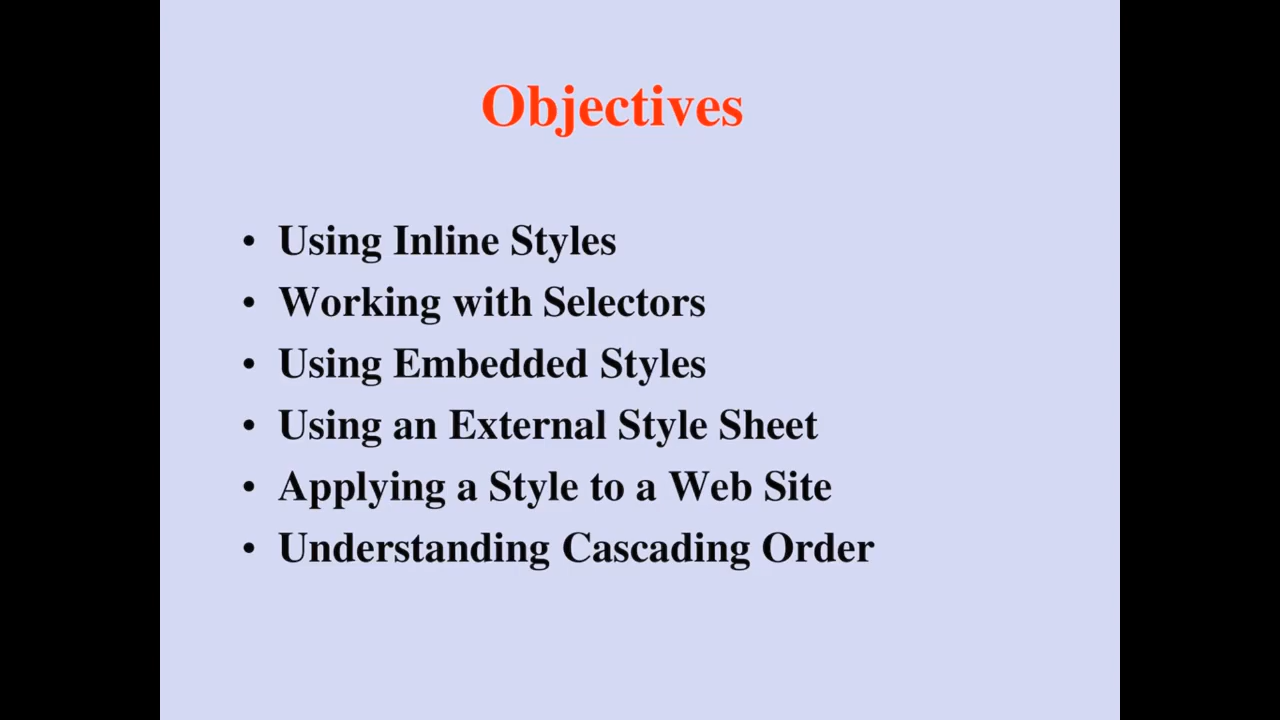 Objectives
• Using Inline Styles
• Working with Selectors
• Using Embedded Styles
• Using an External Style Sheet
• Applying a Style to a Web Site
• Understanding Cascading Order